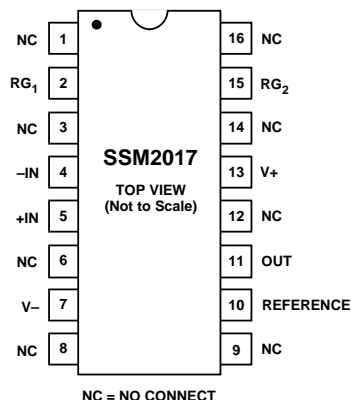 NC 1 16 NC
RG1 2 15 RG2
NC 3 14 NC
SSM2017
–IN 4 13 V+
TOP VIEW
(Not to Scale)
+IN 5 12 NC
NC 6 11 OUT
V– 7 10 REFERENCE
NC 8 9 NC
NC = NO CONNECT